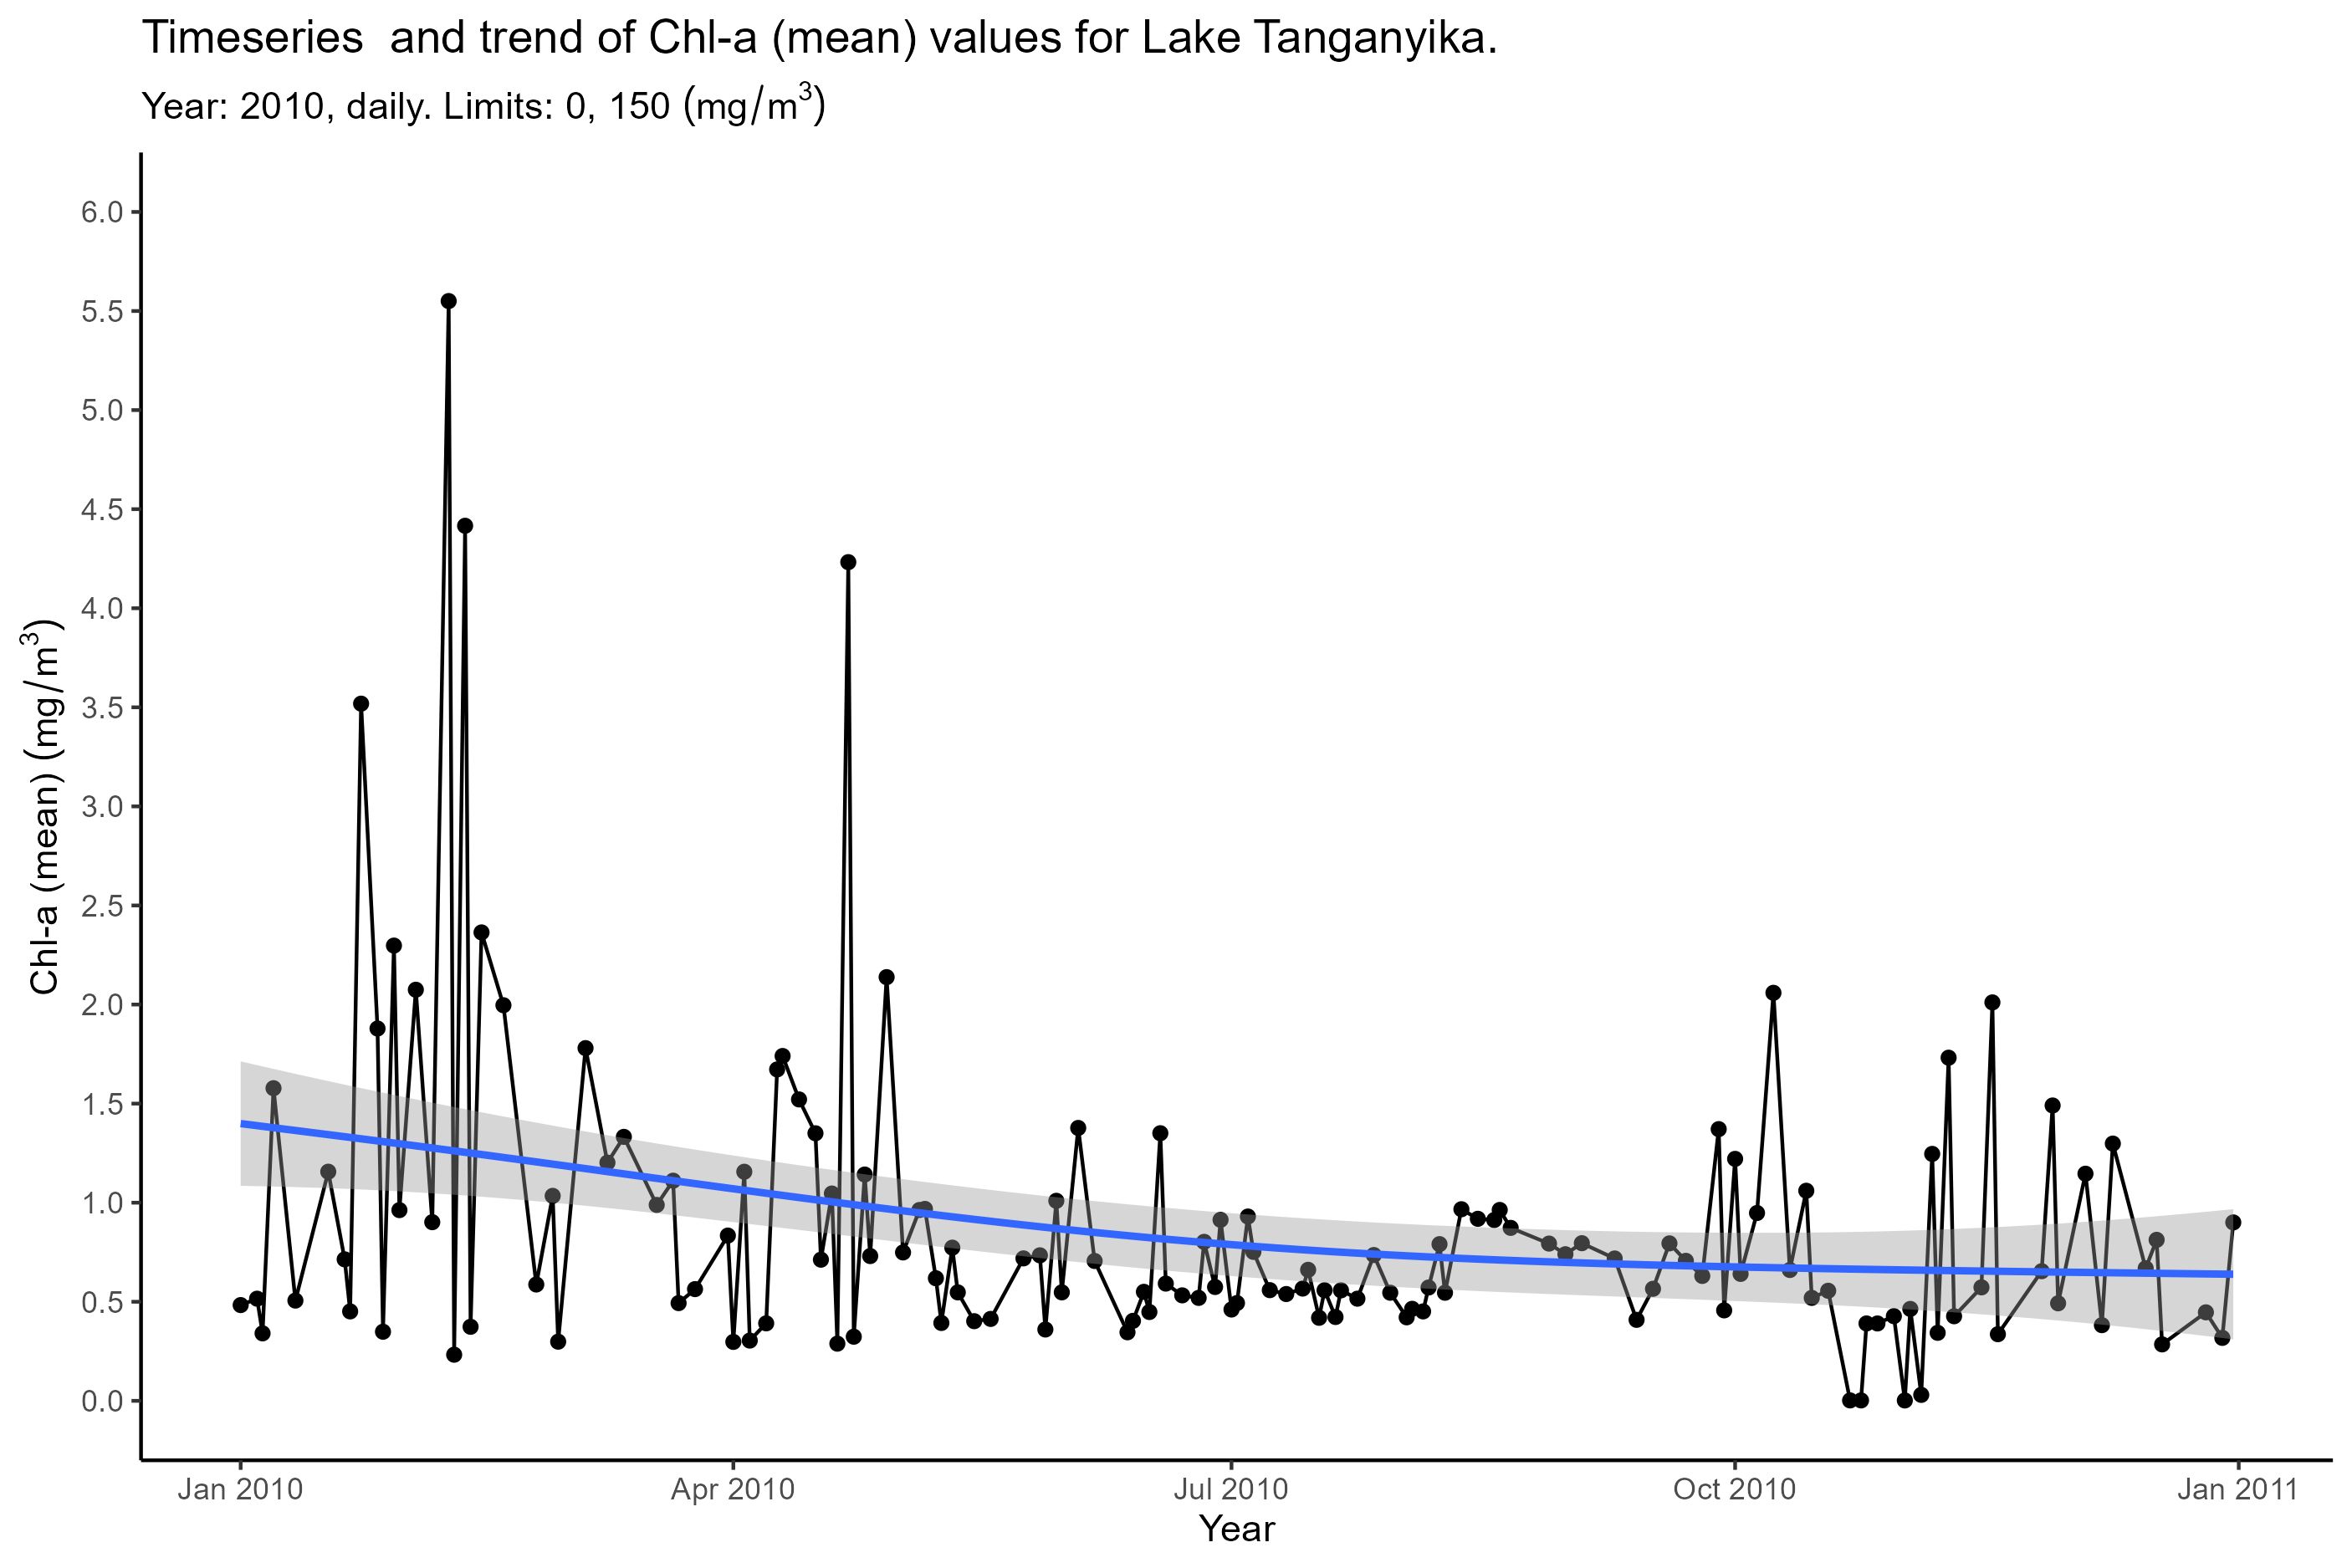 Timeseries  and trend of Chl-a (mean) values for Lake Tanganyika.
Year: 2010, daily. Limits: 0, 150 (mg/m³)
Chl-a (mean) (mg/m³)
6.0
5.5
5.0
4.5
4.0
3.5
3.0
2.5
2.0
1.5
1.0
0.5
0.0
Jan 2010 Apr 2010 Jul 2010 Oct 2010 Jan 2011
Year